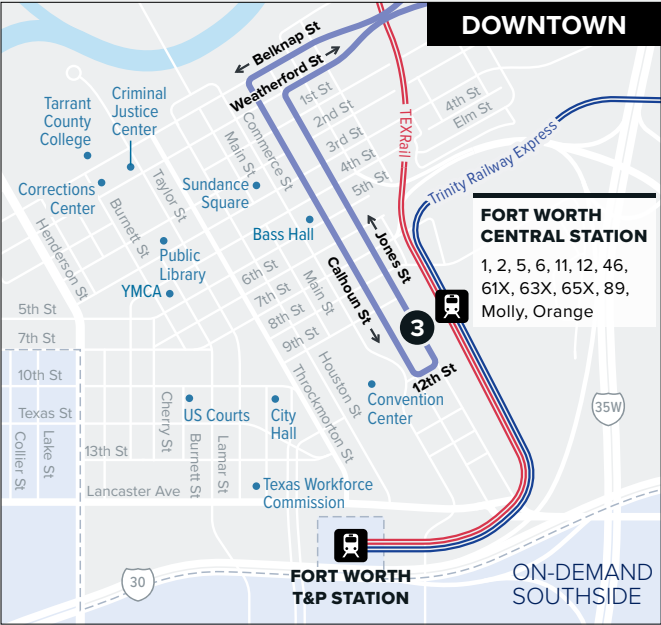 DOWNTOWN
Belknap St
Weatherford St
1st St
2nd St
3rd St
4th St
5th St
4th St
Elm St
TEXRail
Trinity Railway Express
Criminal
Justice
Center
Tarrant
County
College
Corrections
Center
Commerce St
Main St
Taylor St
Burnett St
Henderson St
Sundance
Square
Bass Hall
Public
Library
YMCA
Jones St
Calhoun St
FORT WORTH
CENTRAL STATION
1, 2, 5, 6, 11, 12, 46,
61X, 63X, 65X, 89,
Molly, Orange
6th St
7th St
8th St
9th St
Main St
Houston St
Throckmorton St
3
12th St
5th St
7th St
10th St
Texas St
Collier St
Lake St
13th St
Lancaster Ave
Cherry St
Burnett St
Lamar St
US Courts
City
Hall
Convention
Center
Texas Workforce
Commission
35W
30
FORT WORTH
T&P STATION
ON-DEMAND
SOUTHSIDE